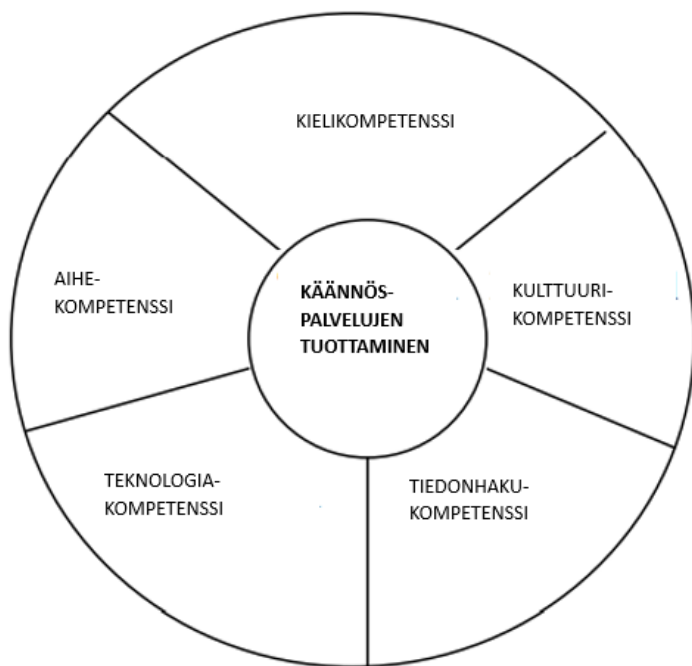 KIELIKOMPETENSSI
AIHE-
KOMPETENSSI
KÄÄNNÖS-
PALVELUJEN
TUOTTAMINEN
KULTTUURI-
KOMPETENSSI
TEKNOLOGIA-
KOMPETENSSI
TIEDONHAKU-
KOMPETENSSI